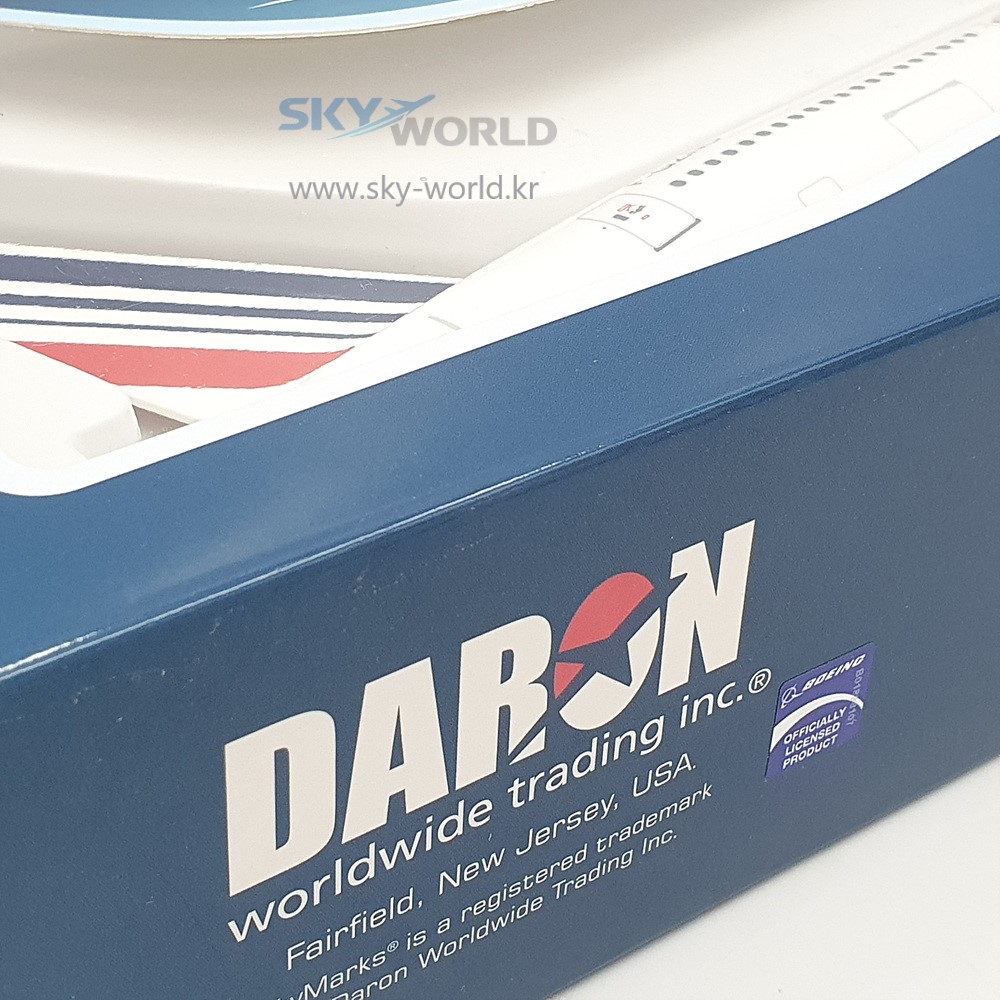 SKY WORLD
www.sky-world.kr
DARON
worldwide trading inc.®
Fairfield, New Jersey, USA.
yMarks® is a registered trademark
Daron Worldwide Trading Inc.
BOEING
OFFICIALLY
LICENSED
PRODUCT